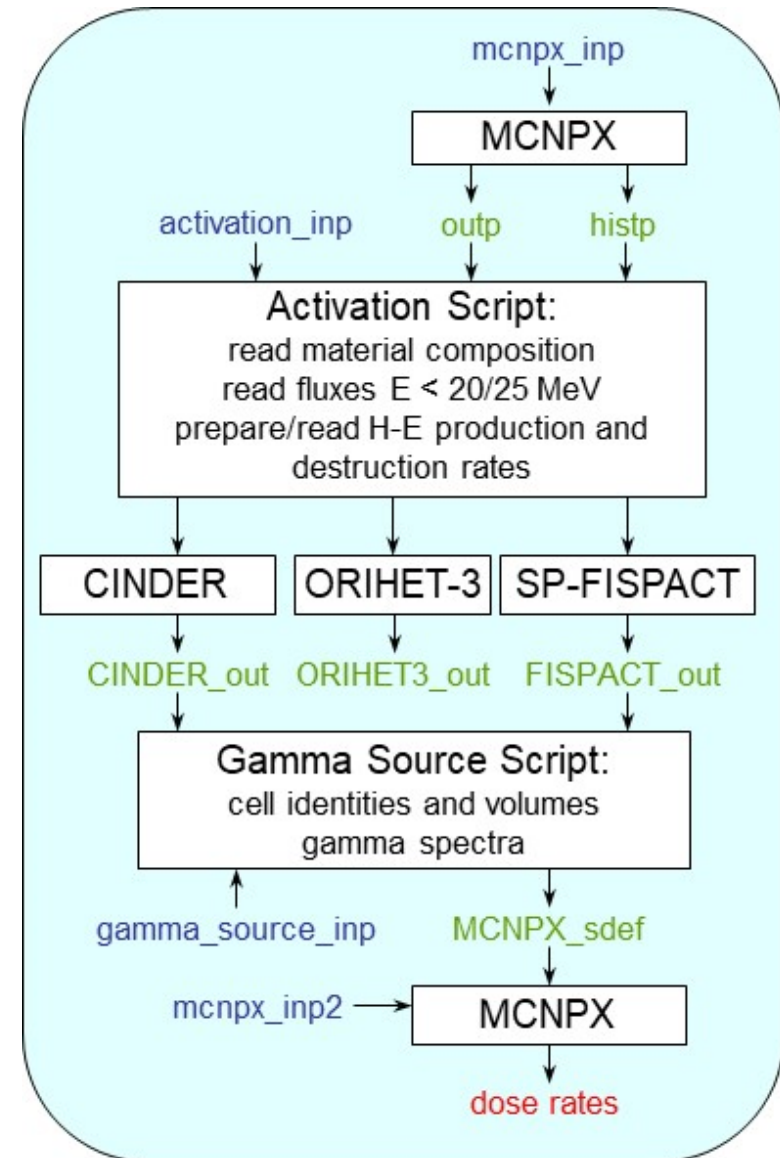 mcnpx_inp
MCNPX
activation_inp outp histp
Activation Script:
read material composition
read fluxes E < 20/25 MeV
prepare/read H-E production and
destruction rates
CINDER ORIHET-3 SP-FISPACT
CINDER_out ORIHET3_out FISPACT_out
Gamma Source Script:
cell identities and volumes
gamma spectra
gamma_source_inp MCNPX_sdef
mcnpx_inp2 MCNPX
dose rates